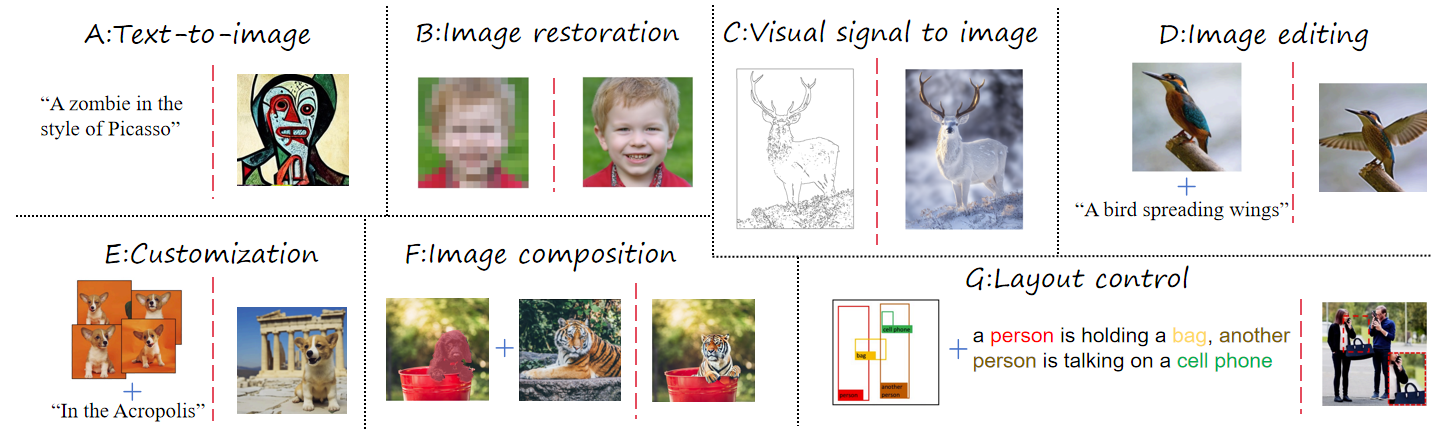 A:Text-to-image
“A zombie in the
style of Picasso”
B:Image restoration
C:Visual signal to image
D:Image editing
+
“A bird spreading wings”
E:Customization
+
“In the Acropolis”
F:Image composition
+
G:Layout control
cell phone
bag
person
another
person
+
a person is holding a bag, another
person is talking on a cell phone